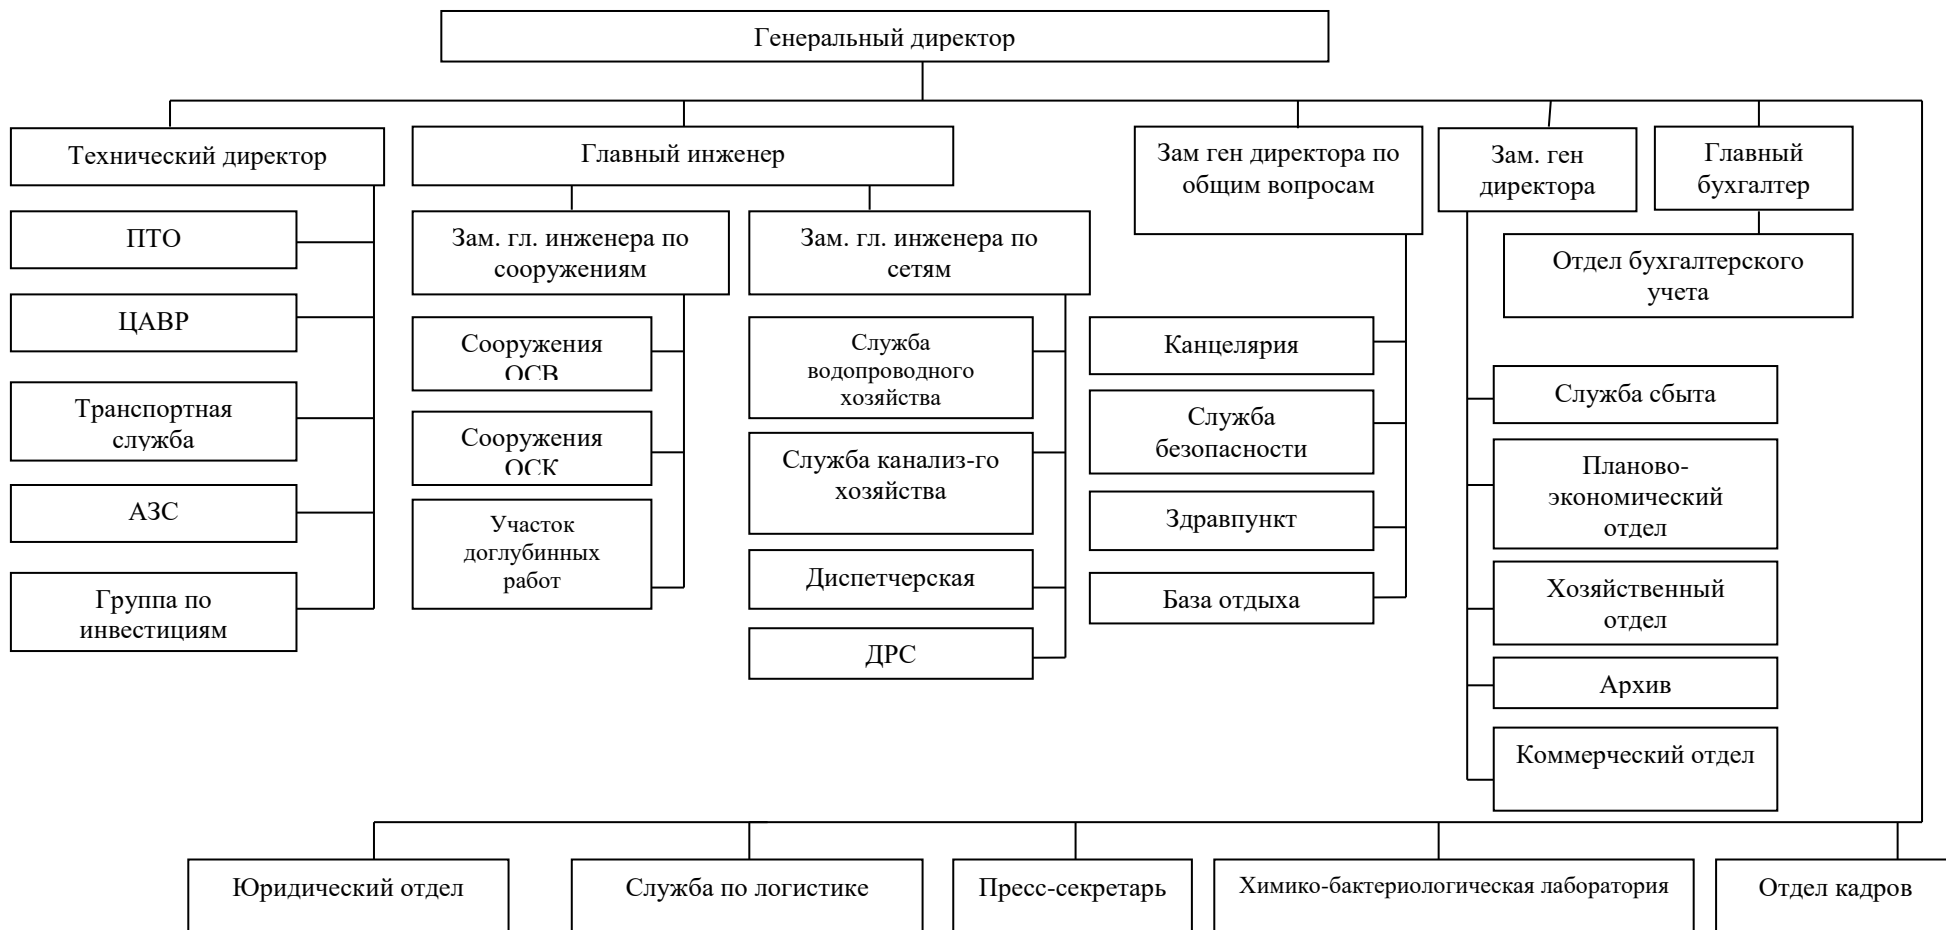 Генеральный директор
Технический директор
Главный инженер
Зам ген директора по
общим вопросам
Зам. ген
директора
Главный
бухгалтер
ПТО
ЦАВР
Транспортная
служба
АЗС
Группа по
инвестициям
Зам. гл. инженера по
сооружениям
Сооружения
ОСВ
Сооружения
ОСК
Участок
доглубинных
работ
Зам. гл. инженера по
сетям
Служба
водопроводного
хозяйства
Служба канализ-го
хозяйства
Диспетчерская
ДРС
Канцелярия
Служба
безопасности
Здравпункт
База отдыха
Отдел бухгалтерского
учета
Служба сбыта
Планово-
экономический
отдел
Хозяйственный
отдел
Архив
Коммерческий отдел
Юридический отдел
Служба по логистике
Пресс-секретарь
Химико-бактериологическая лаборатория
Отдел кадров